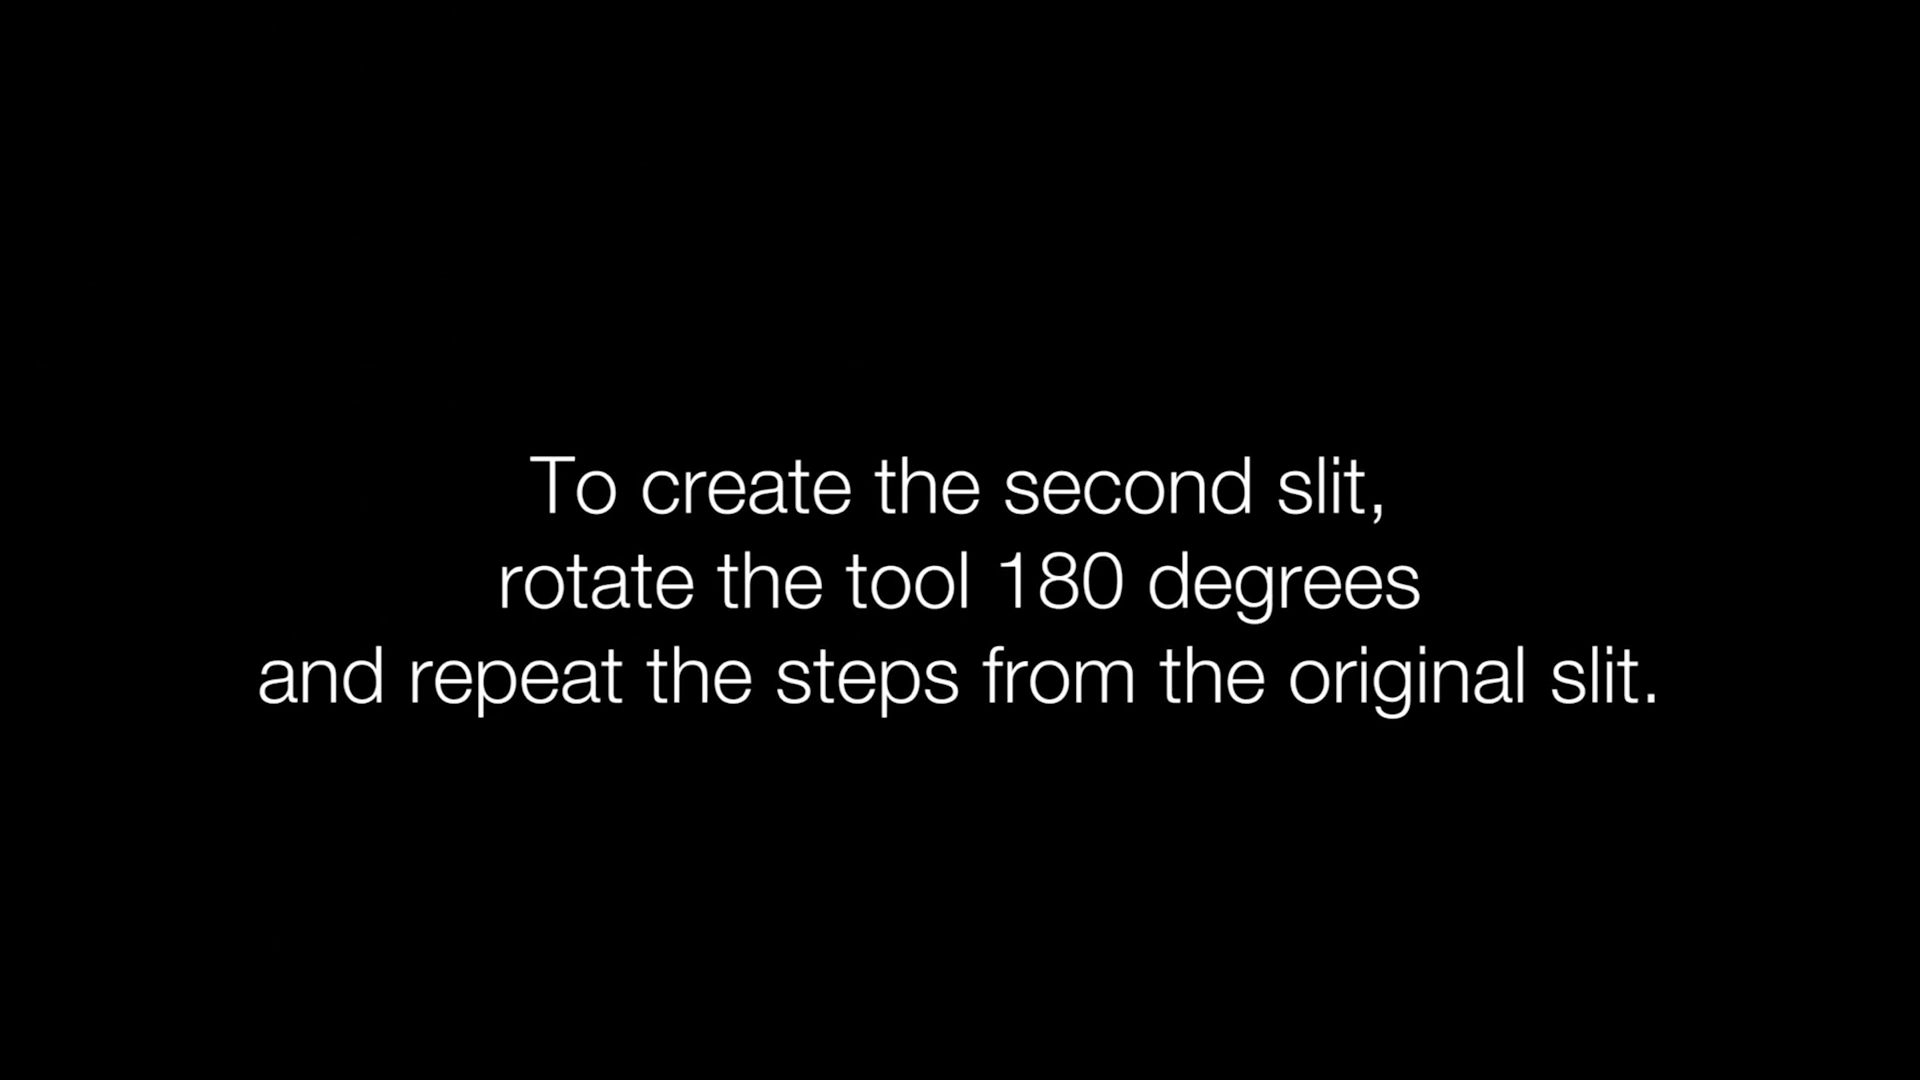 To create the second slit,
rotate the tool 180 degrees
and repeat the steps from the original slit.